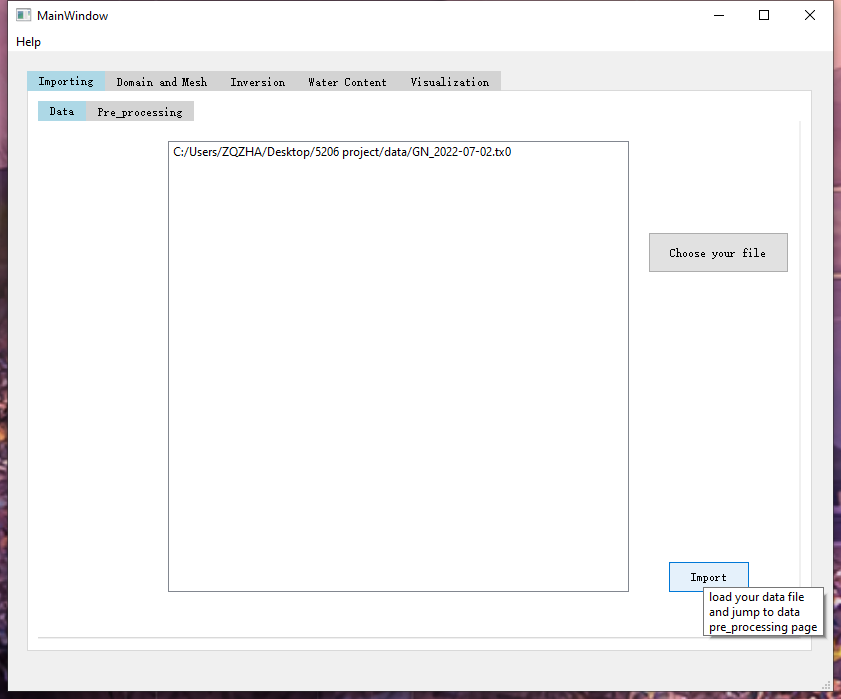 MainWindow
Help
Importing Domain and Mesh Inversion Water Content Visualization
Data Pre_processing
C:/Users/ZQZHA/Desktop/5206 project/data/GN_2022-07-02.tx0
Choose your file
Import
load your data file
and jump to data
pre_processing page